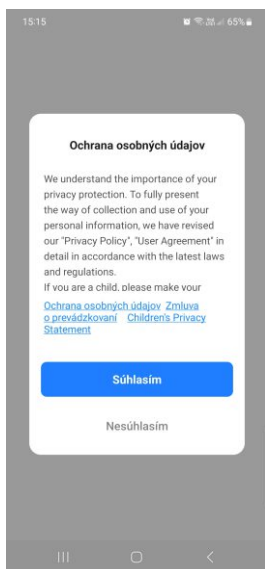 15:15
65%
Ochrana osobných údajov
We understand the importance of your
privacy protection. To fully present
the way of collection and use of your
personal information, we have revised
our "Privacy Policy", "User Agreement" in
detail in accordance with the latest laws
and regulations.
If you are a child, please make your
Ochrana osobných údajov Zmluva
o prevádzkovaní Children's Privacy
Statement
Súhlasím
Nesúhlasím